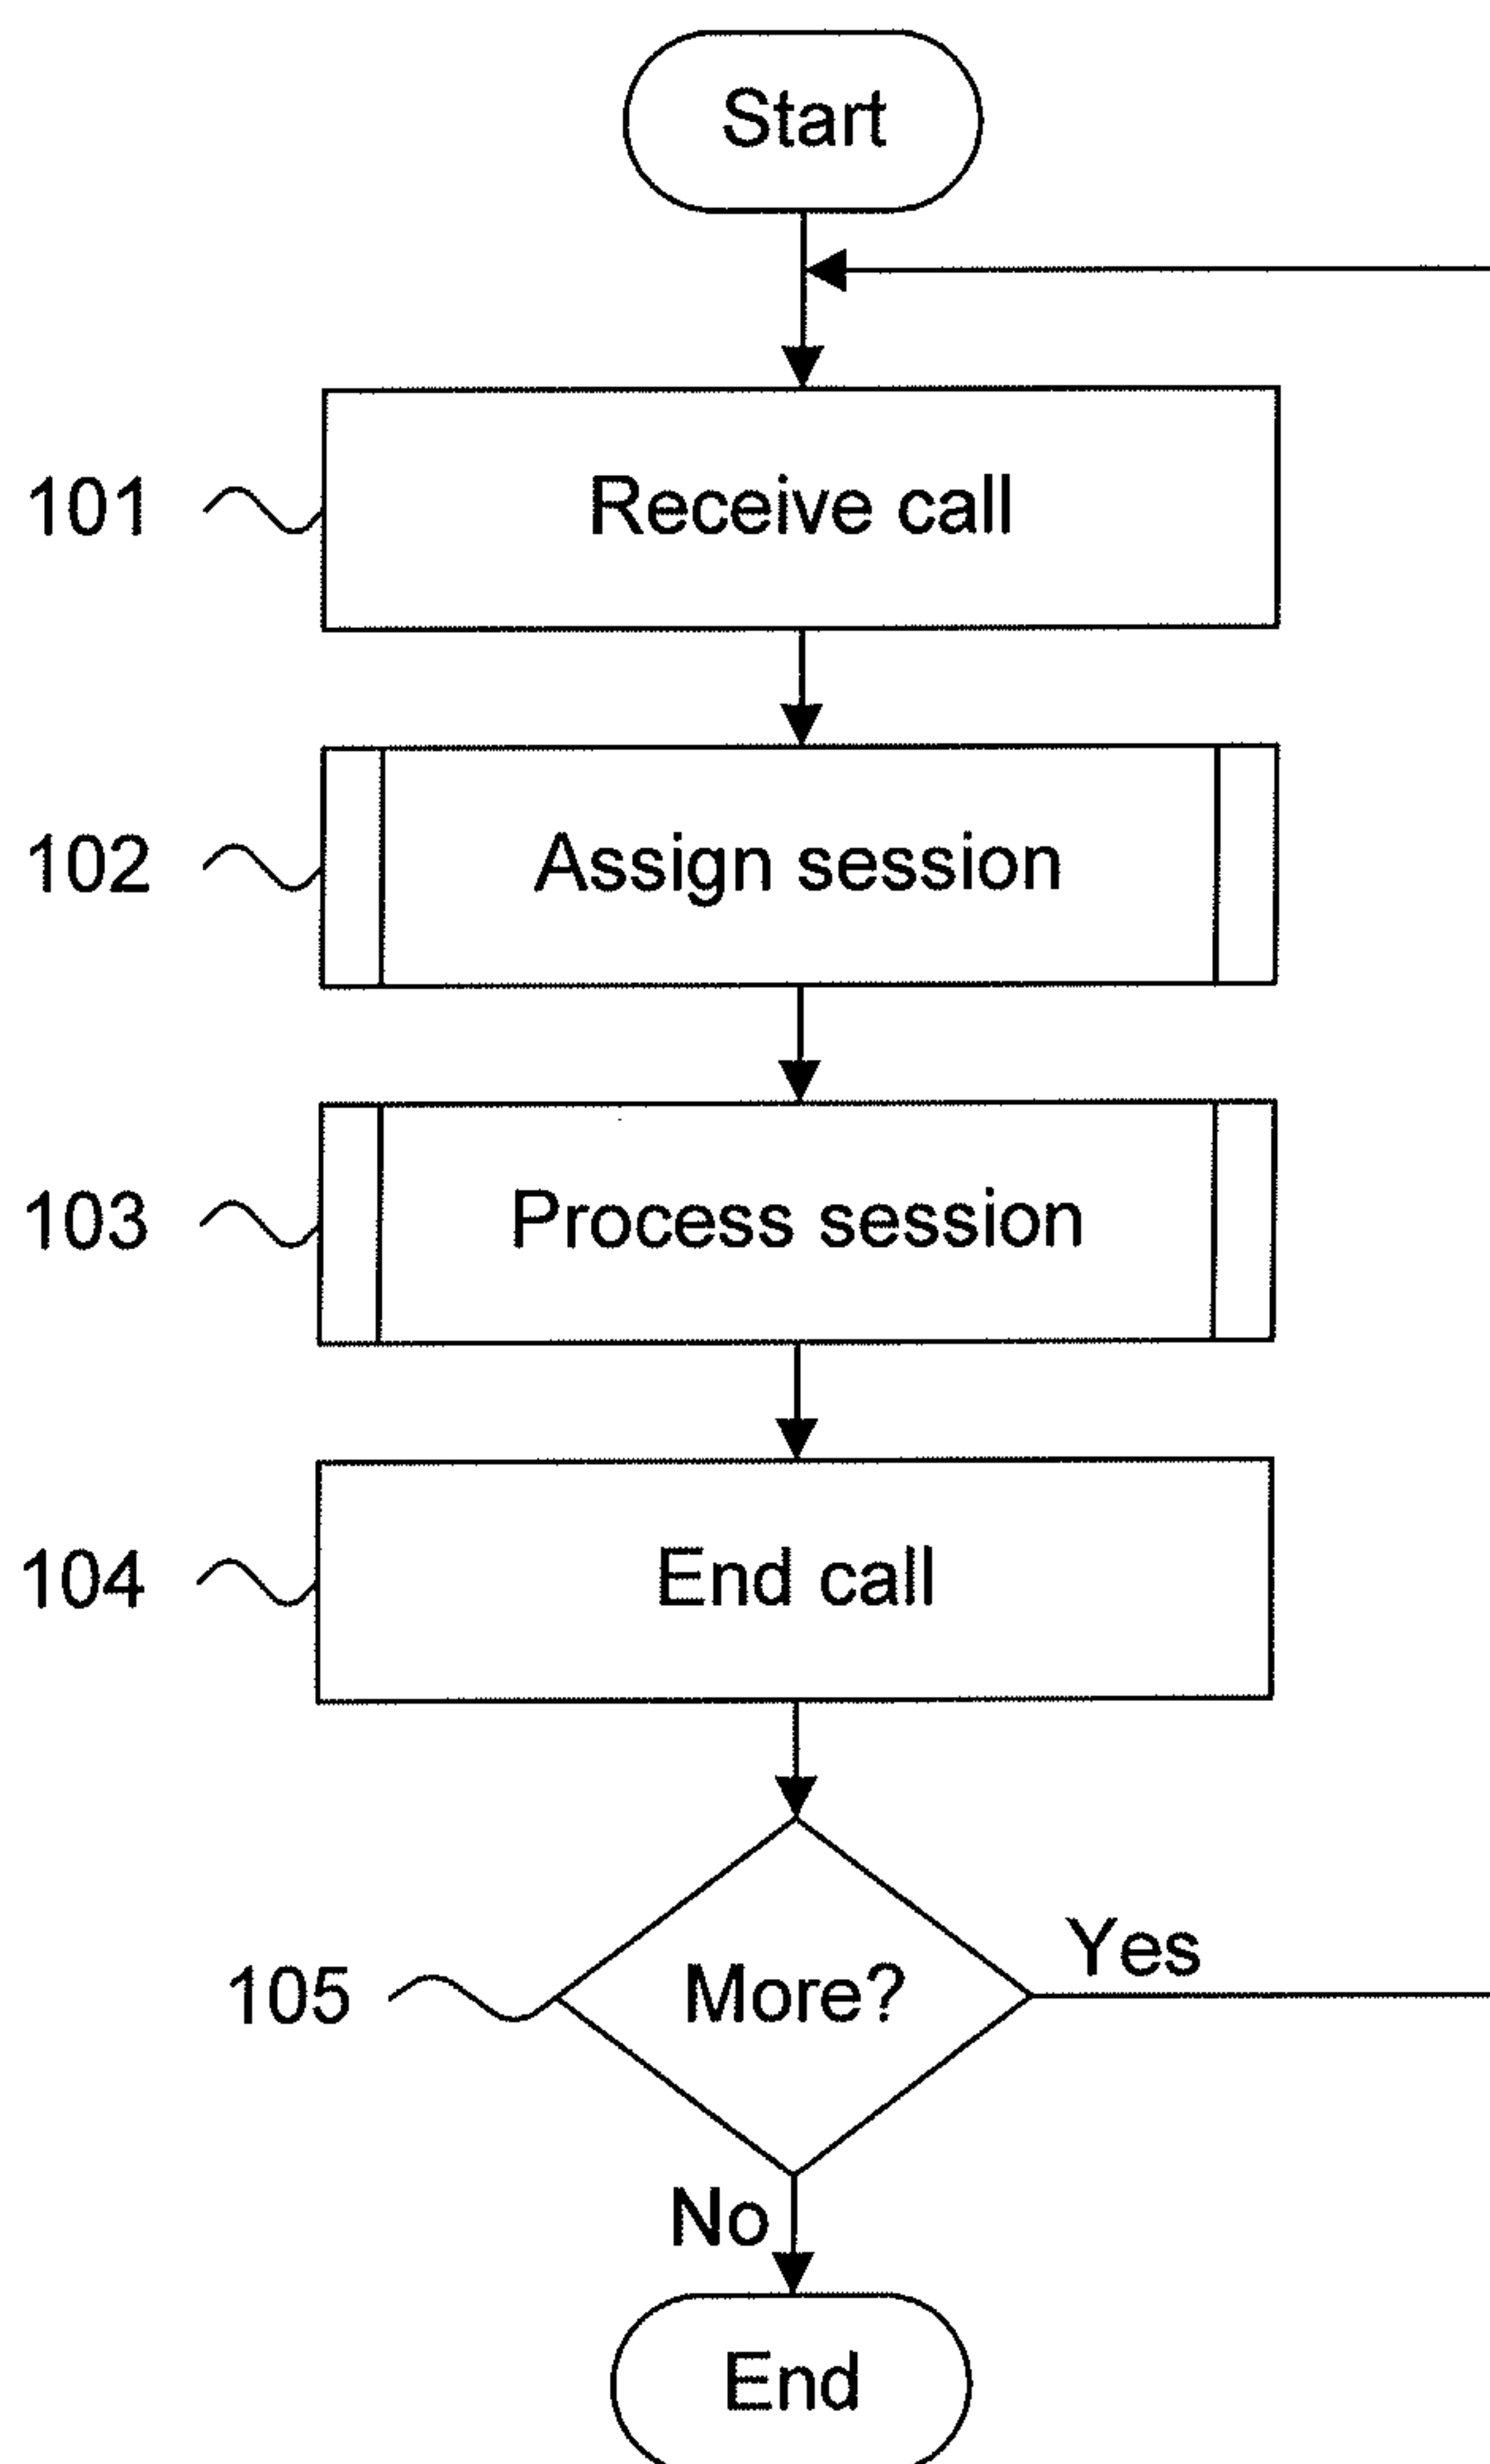 Start
101 Receive call
102 Assign session
103 Process session
104 End call
105 More? Yes
No
End